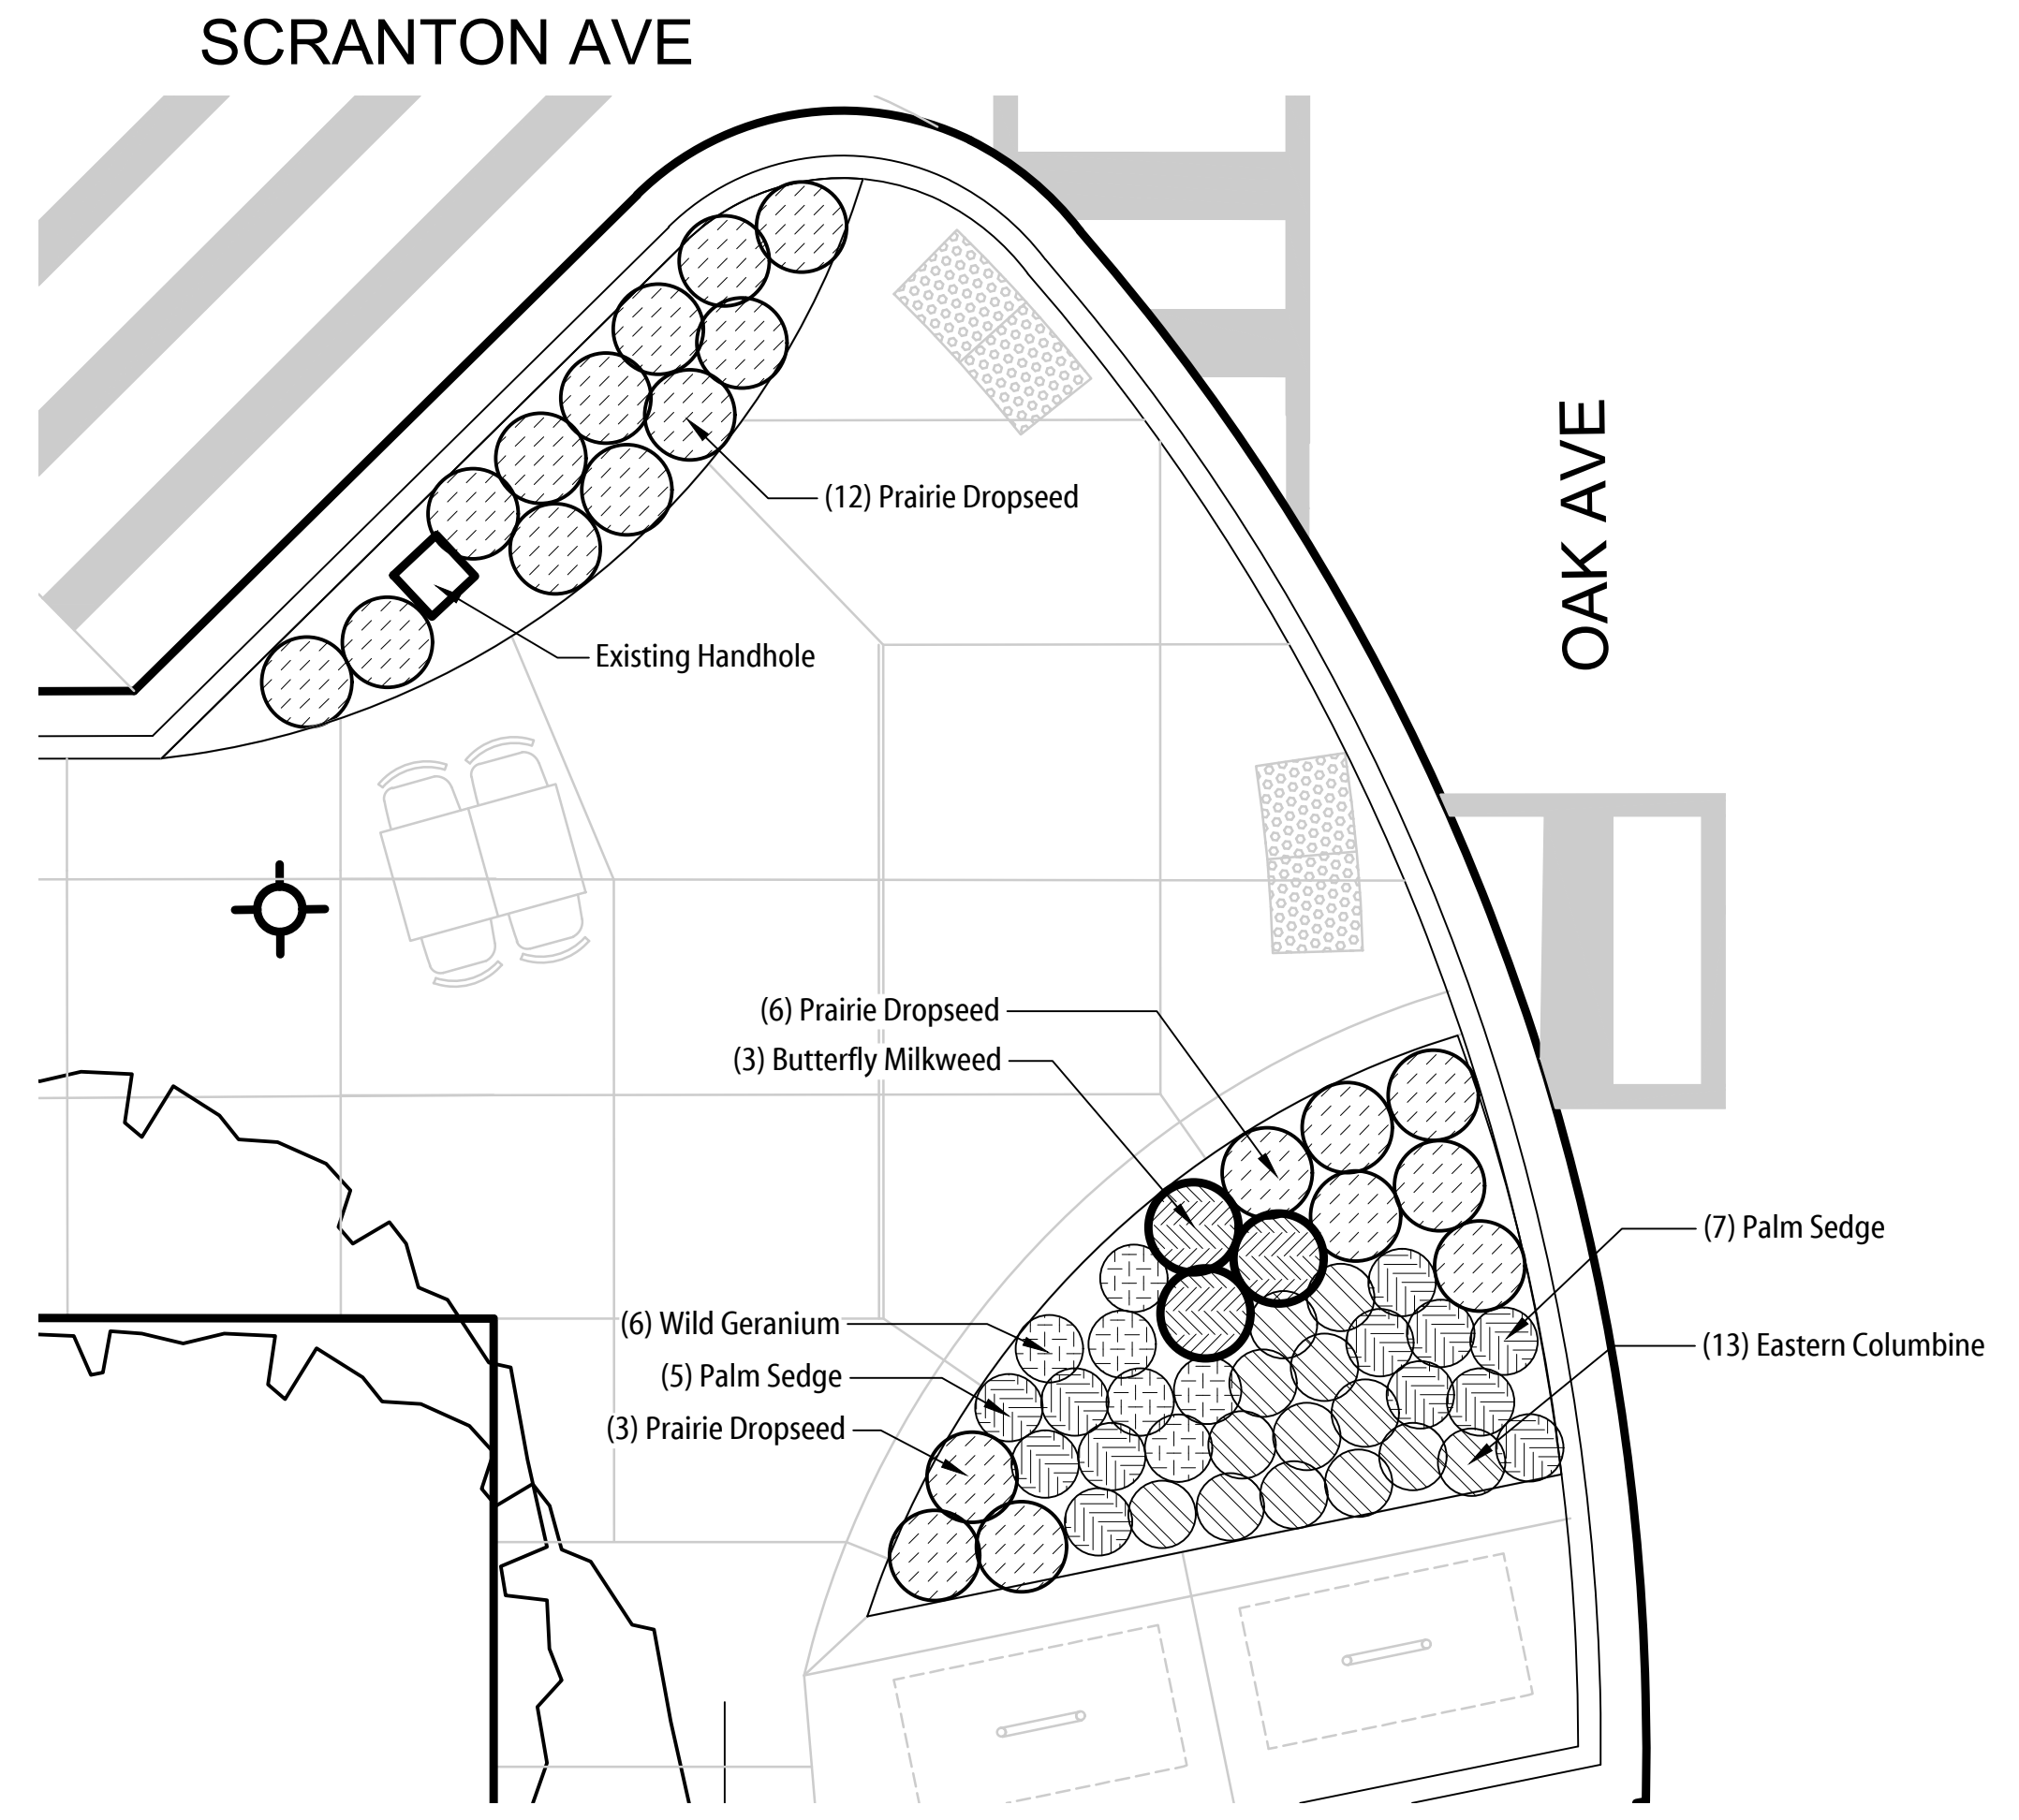 SCRANTON AVE
OAK AVE
(12) Prairie Dropseed
Existing Handhole
(6) Prairie Dropseed
(3) Butterfly Milkweed
(7) Palm Sedge
(6) Wild Geranium
(13) Eastern Columbine
(5) Palm Sedge
(3) Prairie Dropseed